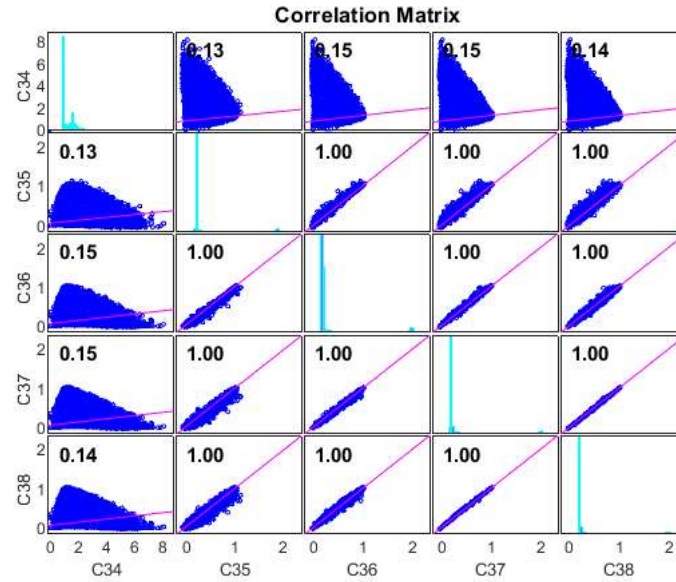 Correlation Matrix
C34 8 6 4 2 0 0.13 0.15 0.15 0.14
C35 2 1 0 0.13 1.00 1.00 1.00
C36 2 1 0 0.15 1.00 1.00 1.00
C37 2 1 0 0.15 1.00 1.00 1.00
C38 2 1 0 0.14 1.00 1.00 1.00
0 2 4 6 8 0 1 2 0 1 2 0 1 2 0 1 2
C34 C35 C36 C37 C38